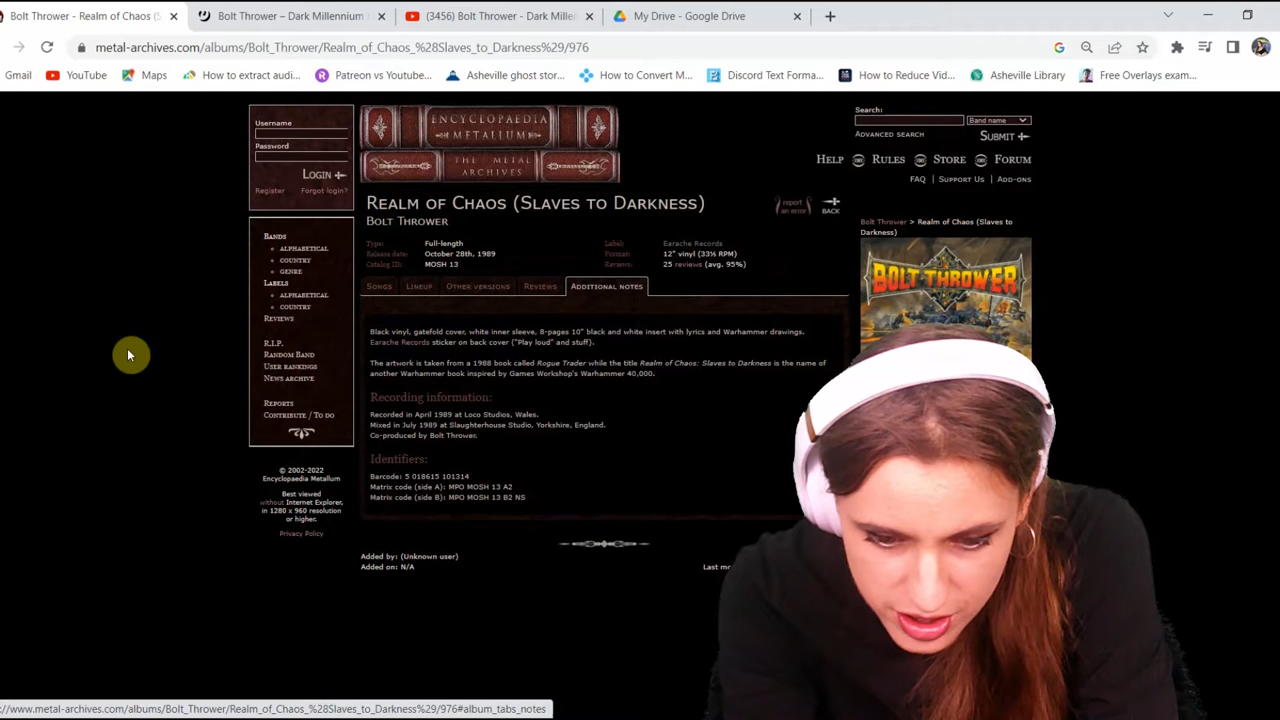 Bolt Thrower - Realm of Chaos (S
Bolt Thrower – Dark Millennium
(3456) Bolt Thrower - Dark Millen
My Drive - Google Drive
metal-archives.com/albums/Bolt_Thrower/Realm_of_Chaos_%28Slaves_to_Darkness%29/976
Gmail
YouTube
Maps
How to extract audi...
Patreon vs Youtube...
Asheville ghost stor...
How to Convert M...
Discord Text Forma...
How to Reduce Vid...
Asheville Library
Free Overlays exam...
Username
Password
LOGIN
Register
Forgot login?
ENCYCLOPAEDIA
METALLUM
THE METAL
ARCHIVES
Search:
Band name
ADVANCED SEARCH
SUBMIT
HELP RULES STORE FORUM
FAQ | SUPPORT US | ADD-ONS
BANDS
ALPHABETICAL
COUNTRY
GENRE
LABELS
ALPHABETICAL
COUNTRY
REVIEWS
R.I.P.
RANDOM BAND
USER RANKINGS
NEWS ARCHIVE
REPORTS
CONTRIBUTE / TO DO
© 2002-2022
Encyclopaedia Metallum
Best viewed
without Internet Explorer,
in 1280 x 960 resolution
or higher.
Privacy Policy
REALM OF CHAOS (SLAVES TO DARKNESS)
BOLT THROWER
report
an error
BACK
Type: Full-length
Release date: October 28th, 1989
Catalog ID: MOSH 13
Label: Earache Records
Format: 12" vinyl (33⅓ RPM)
Reviews: 25 reviews (avg. 95%)
SONGS
LINEUP
OTHER VERSIONS
REVIEWS
ADDITIONAL NOTES
Black vinyl, gatefold cover, white inner sleeve, 8-pages 10" black and white insert with lyrics and Warhammer drawings.
Earache Records sticker on back cover ("Play loud" and stuff).
The artwork is taken from a 1988 book called Rogue Trader while the title Realm of Chaos: Slaves to Darkness is the name of
another Warhammer book inspired by Games Workshop's Warhammer 40,000.
Recording information:
Recorded in April 1989 at Loco Studios, Wales.
Mixed in July 1989 at Slaughterhouse Studio, Yorkshire, England.
Co-produced by Bolt Thrower.
Identifiers:
Barcode: 5 018615 101314
Matrix code (side A): MPO MOSH 13 A2
Matrix code (side B): MPO MOSH 13 B2 NS
Added by: (Unknown user)
Added on: N/A
Last mo
Bolt Thrower > Realm of Chaos (Slaves to
Darkness)
BOLT THROWER
://www.metal-archives.com/albums/Bolt_Thrower/Realm_of_Chaos_%28Slaves_to_Darkness%29/976#album_tabs_notes